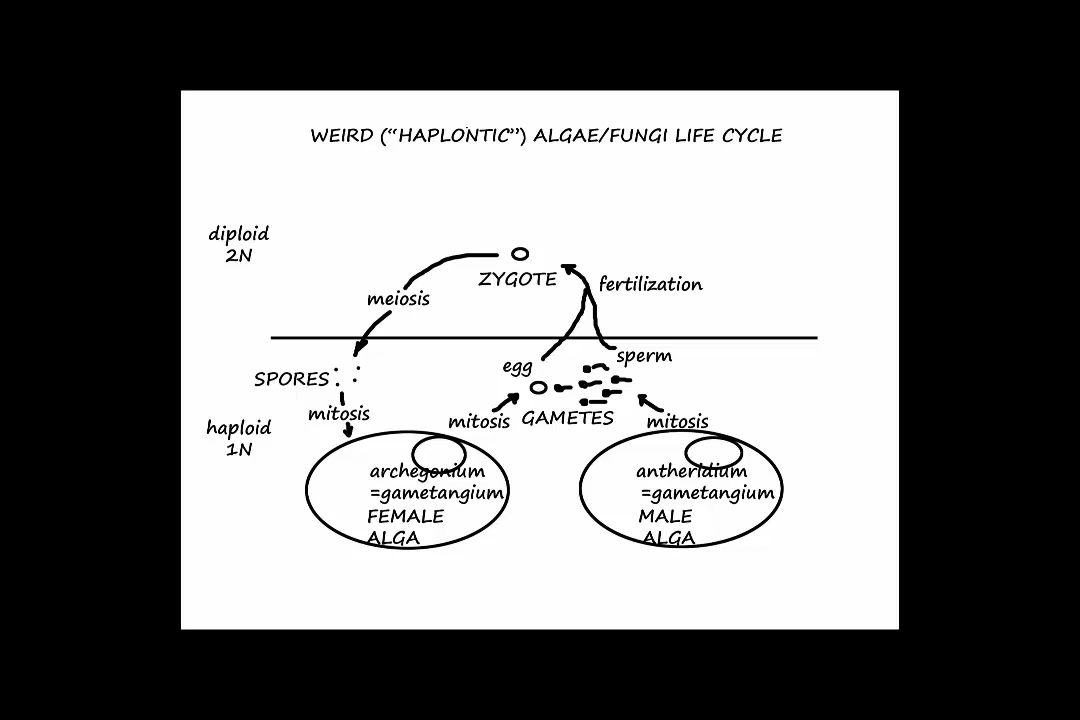 WEIRD (“HAPLONTIC”) ALGAE/FUNGI LIFE CYCLE
diploid
2N
ZYGOTE
fertilization
meiosis
egg
sperm
SPORES
mitosis
haploid
1N
mitosis
GAMETES
mitosis
archegonium
=gametangium
FEMALE
ALGA
antheridium
=gametangium
MALE
ALGA